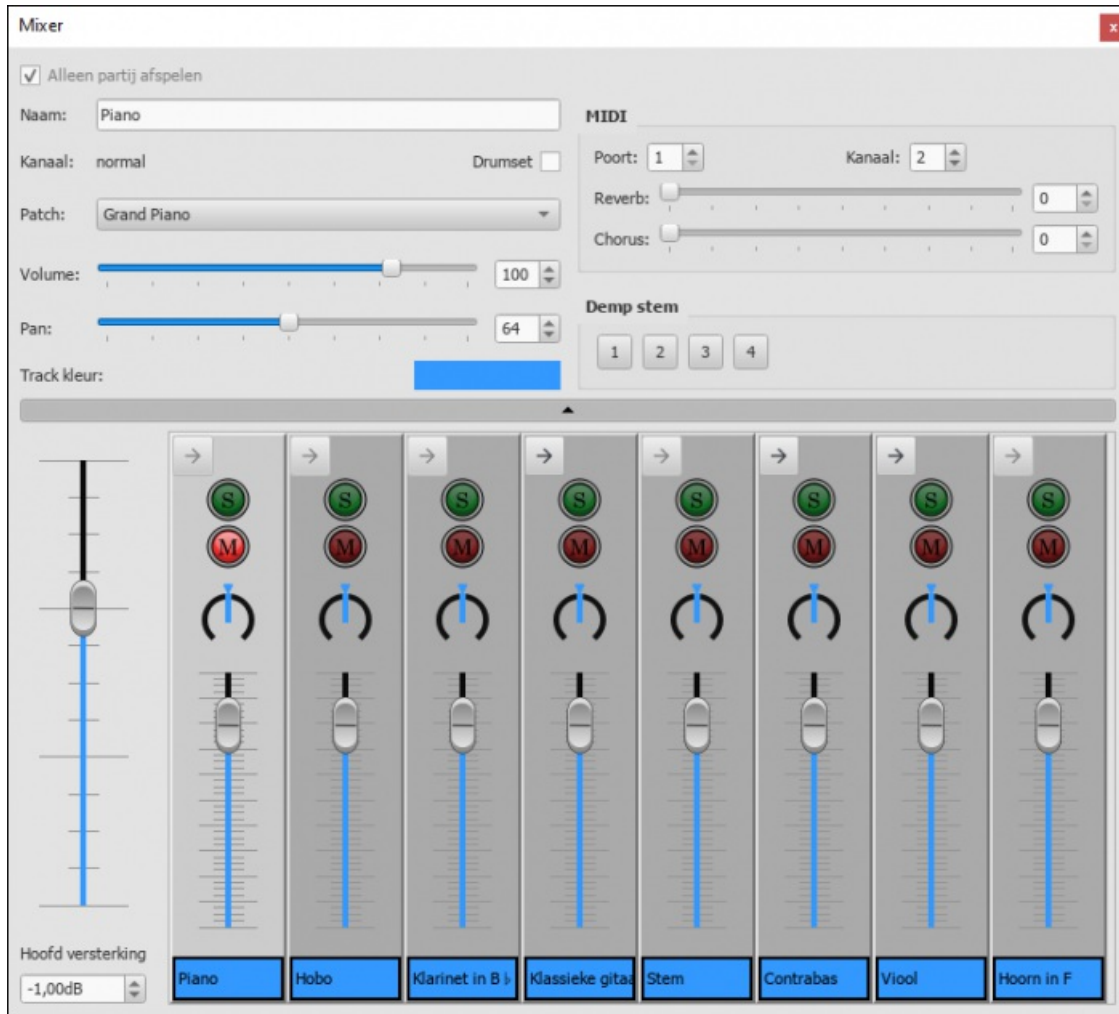 Mixer
x
Alleen partij afspelen
Naam: Piano
Kanaal: normal Drumset
Patch: Grand Piano
Volume: 100
Pan: 64
Track kleur:
MIDI
Poort: 1 Kanaal: 2
Reverb: 0
Chorus: 0
Demp stem
1 2 3 4
S S S S S S S S
M M M M M M M M
Hoofd versterking
-1,00dB
Piano Hobo Klarinet in B♭ Klassieke gitaa Stem Contrabas Viool Hoorn in F